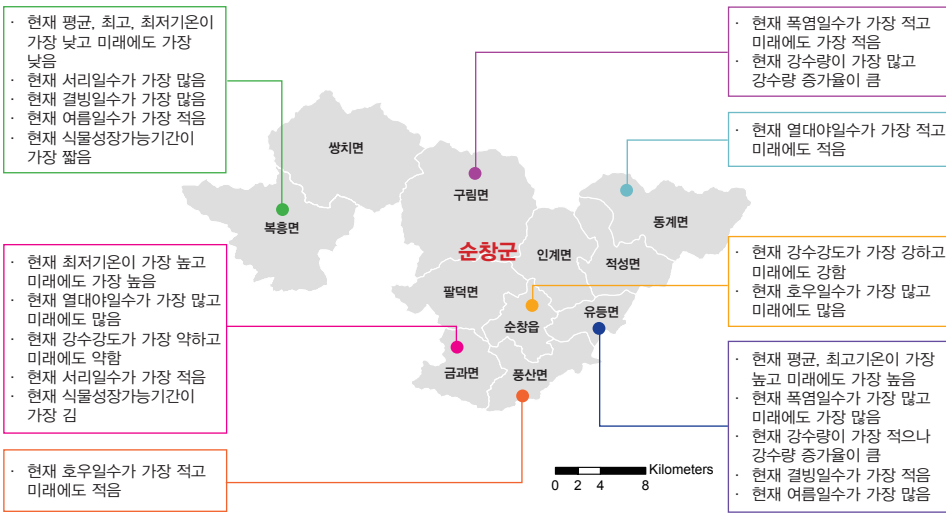 · 현재 평균, 최고, 최저기온이
가장 낮고 미래에도 가장
낮음
· 현재 서리일수가 가장 많음
· 현재 결빙일수가 가장 많음
· 현재 여름일수가 가장 적음
· 현재 식물성장가능기간이
가장 짧음
· 현재 폭염일수가 가장 적고
미래에도 가장 적음
· 현재 강수량이 가장 많고
강수량 증가율이 큼
· 현재 열대야일수가 가장 적고
미래에도 적음
쌍치면
구림면
복흥면
동계면
순창군
인계면
적성면
팔덕면
유등면
순창읍
금과면
풍산면
· 현재 최저기온이 가장 높고
미래에도 가장 높음
· 현재 열대야일수가 가장 많고
미래에도 많음
· 현재 강수강도가 가장 약하고
미래에도 약함
· 현재 서리일수가 가장 적음
· 현재 식물성장가능기간이
가장 김
· 현재 강수강도가 가장 강하고
미래에도 강함
· 현재 호우일수가 가장 많고
미래에도 많음
· 현재 평균, 최고기온이 가장
높고 미래에도 가장 높음
· 현재 폭염일수가 가장 많고
미래에도 가장 많음
· 현재 강수량이 가장 적으나
강수량 증가율이 큼
· 현재 결빙일수가 가장 적음
· 현재 여름일수가 가장 많음
· 현재 호우일수가 가장 적고
미래에도 적음
Kilometers
0 2 4 8